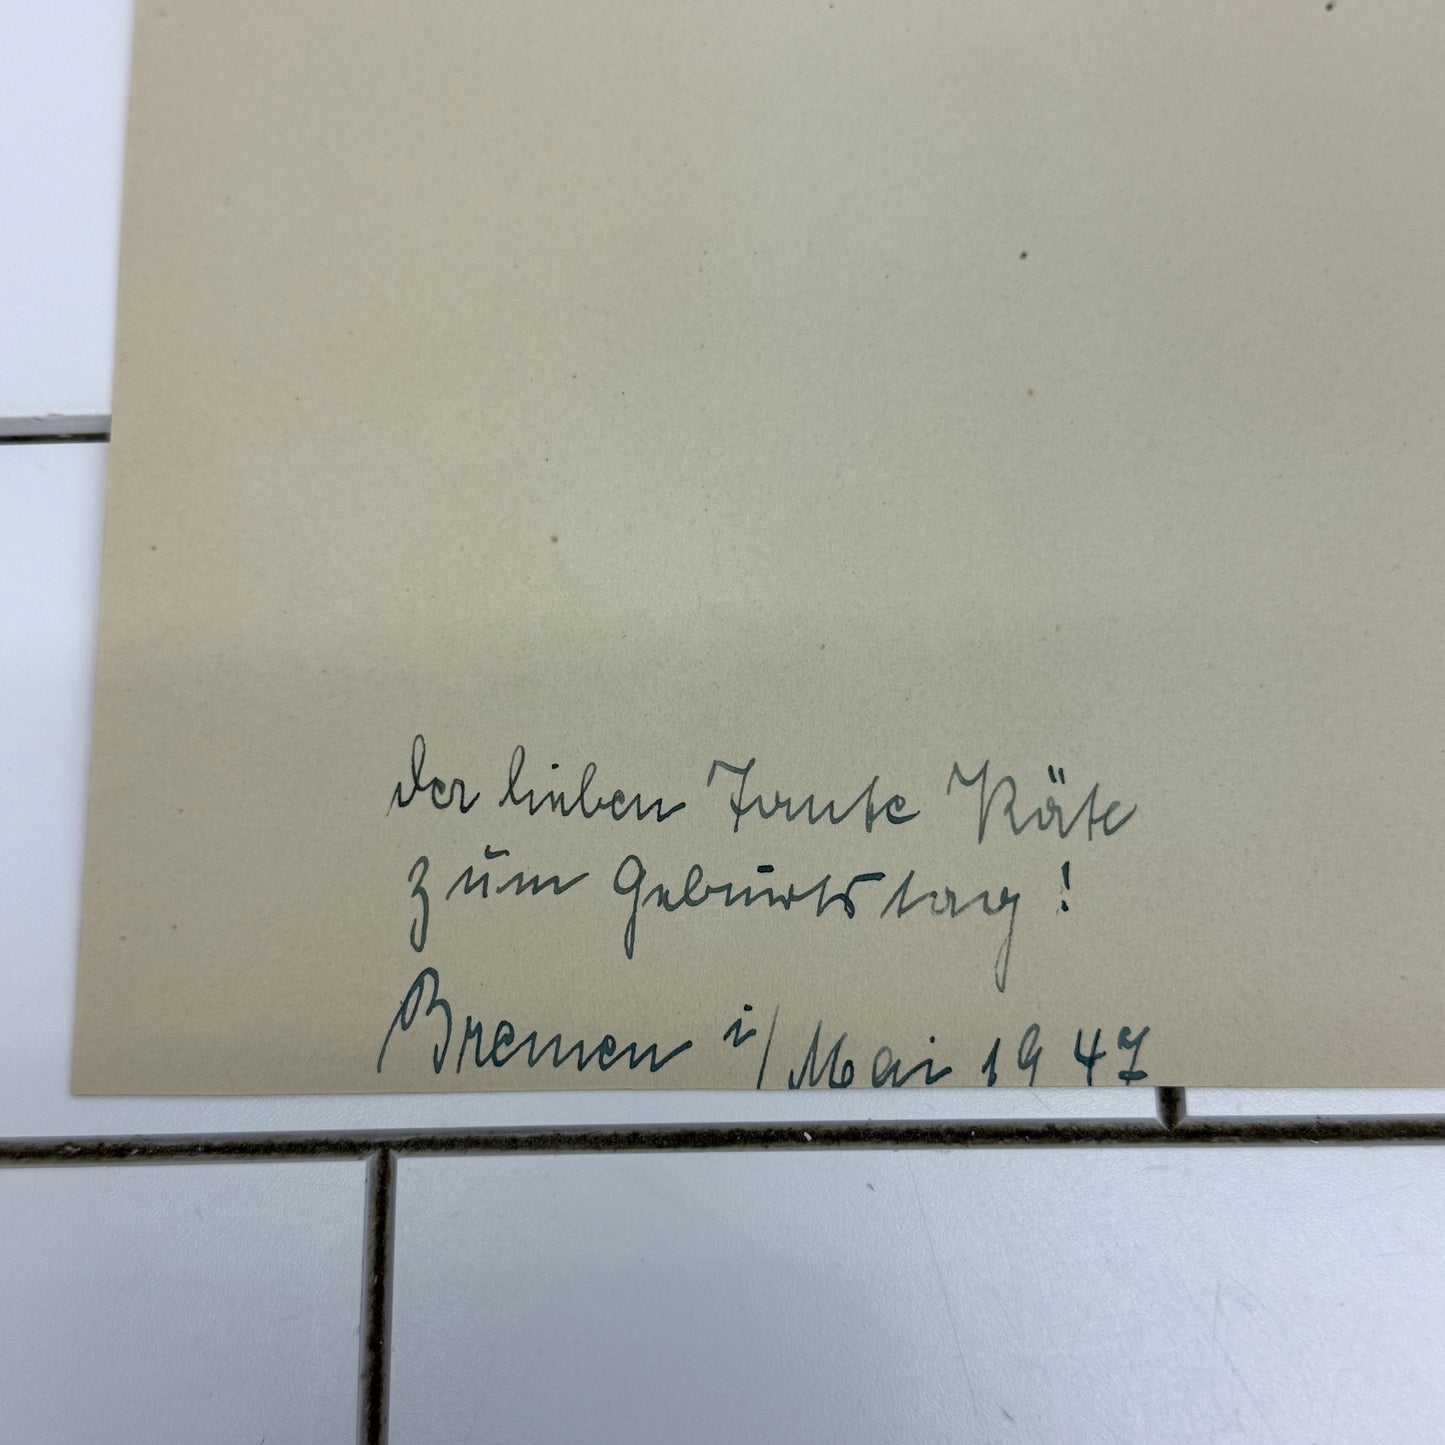 der lieben Tante Käte
zum Geburtstag!
Bremen i/Mai 1947